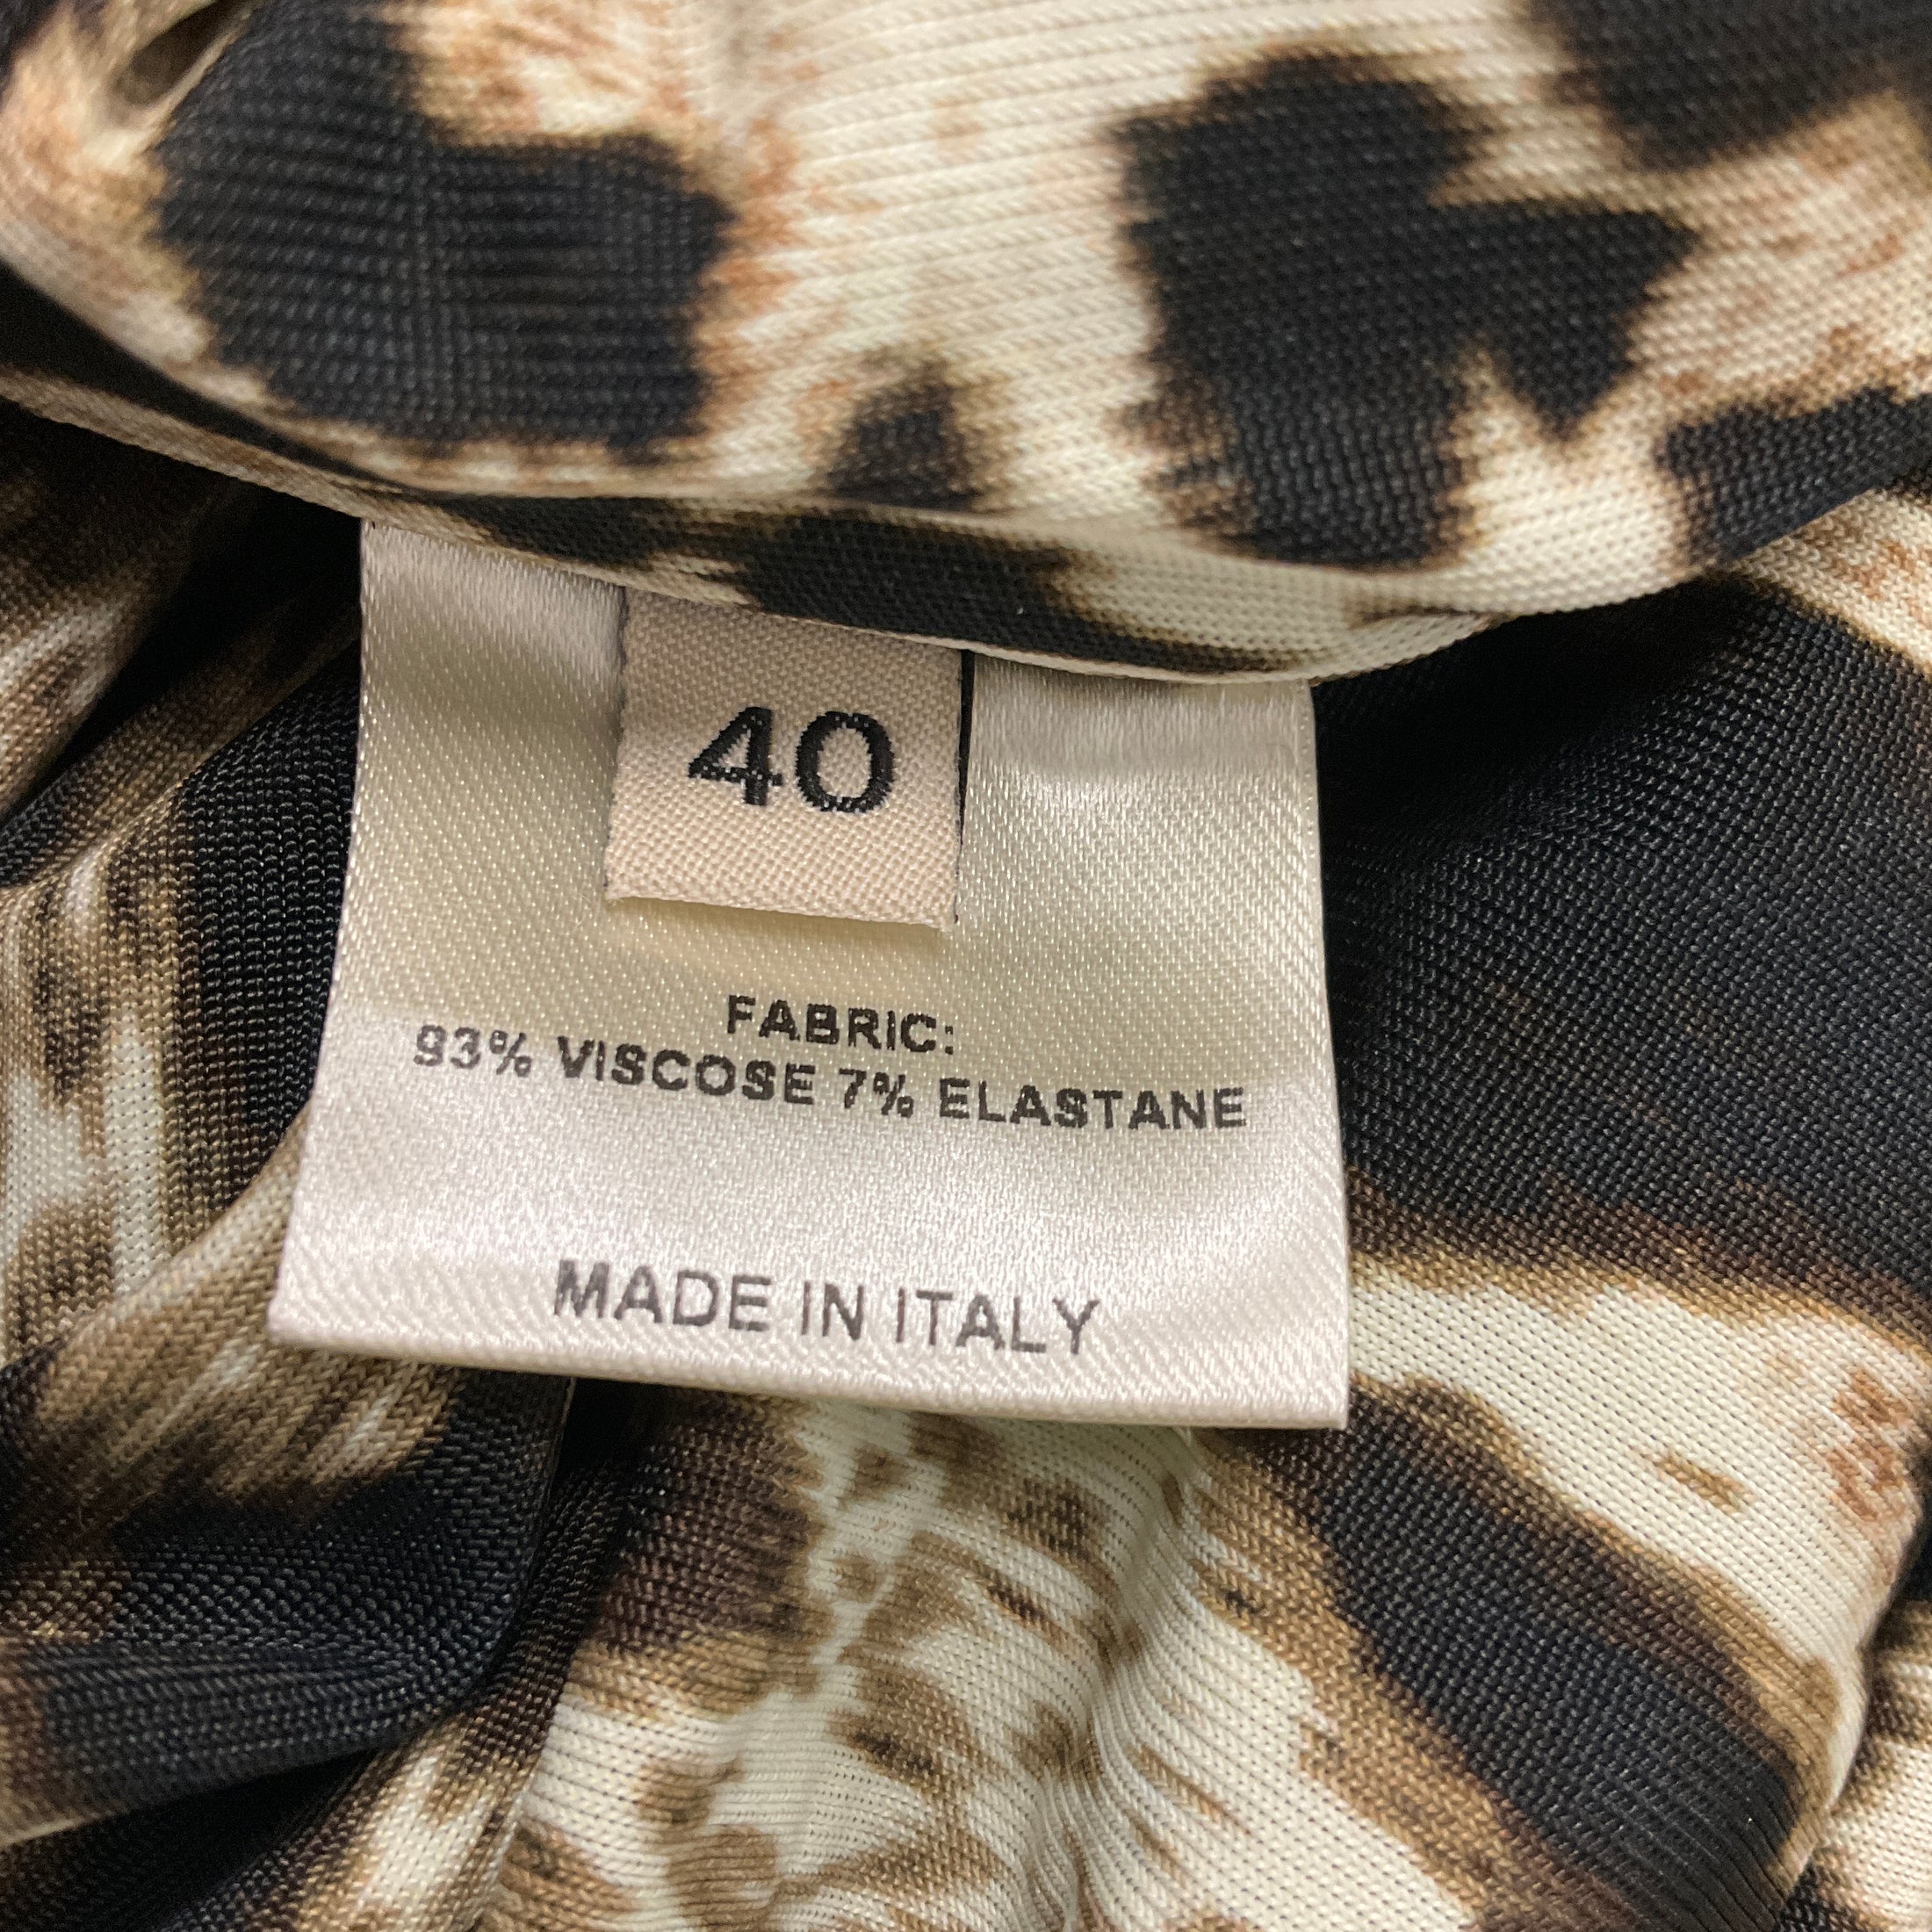 40
FABRIC:
93% VISCOSE 7% ELASTANE
MADE IN ITALY